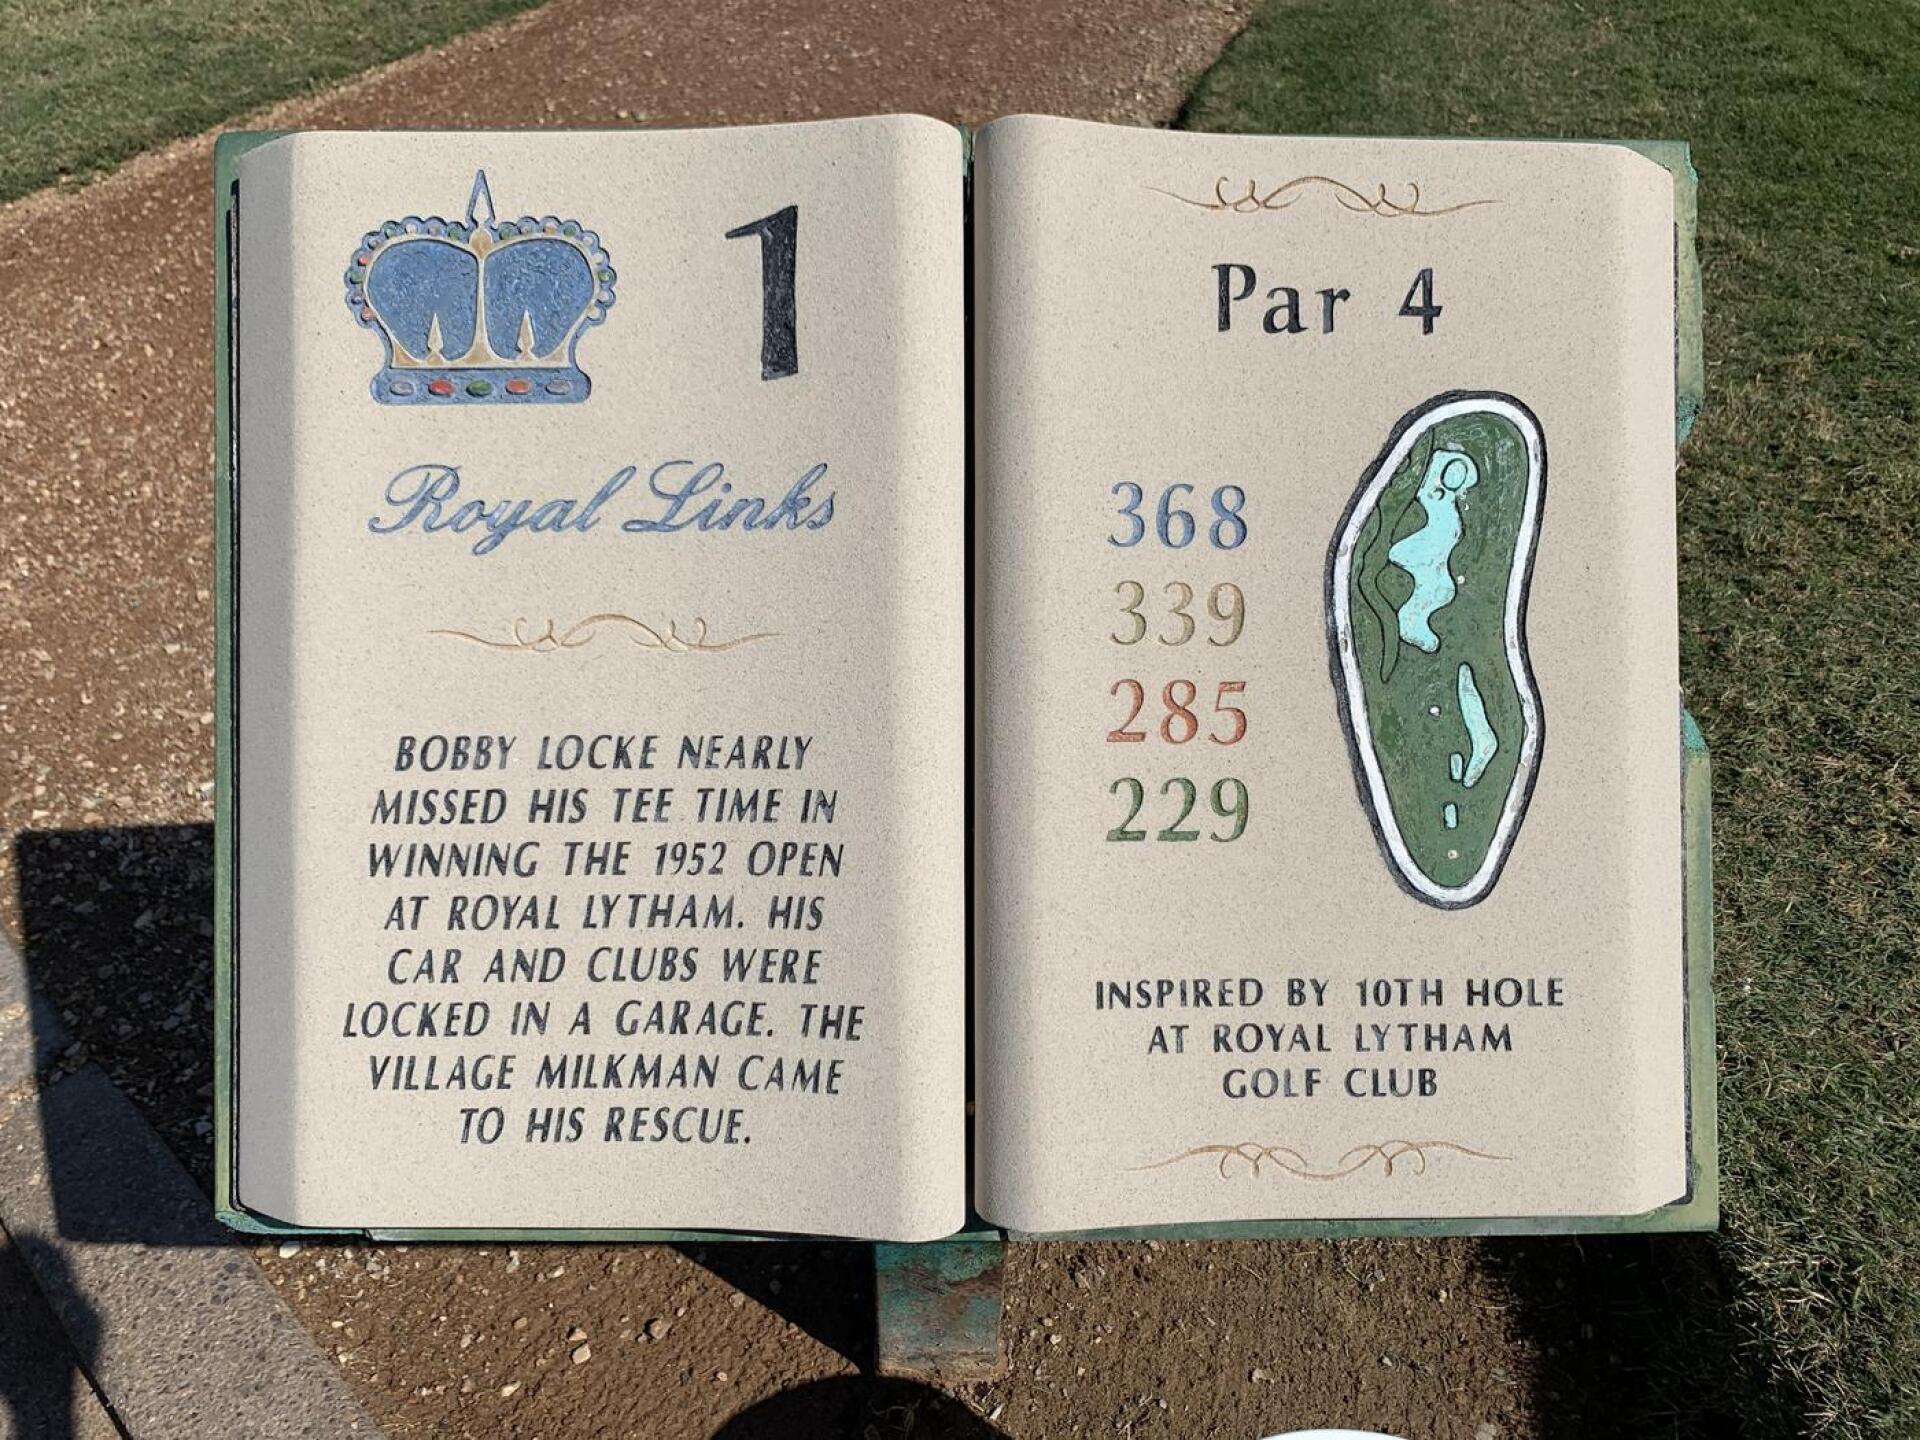 1
Royal Links
BOBBY LOCKE NEARLY
MISSED HIS TEE TIME IN
WINNING THE 1952 OPEN
AT ROYAL LYTHAM. HIS
CAR AND CLUBS WERE
LOCKED IN A GARAGE. THE
VILLAGE MILKMAN CAME
TO HIS RESCUE.
Par 4
368
339
285
229
INSPIRED BY 10TH HOLE
AT ROYAL LYTHAM
GOLF CLUB